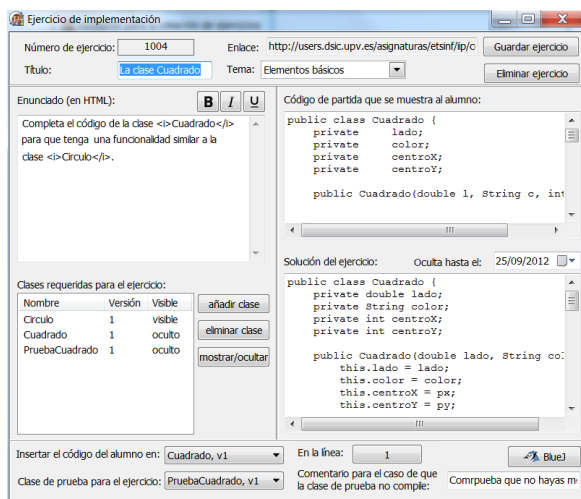 Ejercicio de implementación
Número de ejercicio: 1004 Enlace: http://users.dsic.upv.es/asignaturas/etsinf/iip/c Guardar ejercicio
Título: La clase Cuadrado Tema: Elementos básicos Eliminar ejercicio
Enunciado (en HTML): B I U
Completa el código de la clase <i>Cuadrado</i>
para que tenga una funcionalidad similar a la
clase <i>Circulo</i>.
Código de partida que se muestra al alumno:
public class Cuadrado {
private lado;
private color;
private centroX;
private centroY;
public Cuadrado(double l, String c, int
Solución del ejercicio: Oculta hasta el: 25/09/2012
public class Cuadrado {
private double lado;
private String color;
private int centroX;
private int centroY;
public Cuadrado(double lado, String col
this.lado = lado;
this.color = color;
this.centroX = px;
this.centroY = py;
Clases requeridas para el ejercicio:
Nombre Versión Visible
Circulo 1 visible
Cuadrado 1 oculto
PruebaCuadrado 1 oculto
añadir clase
eliminar clase
mostrar/ocultar
Insertar el código del alumno en: Cuadrado, v1 En la línea: 1 BlueJ
Clase de prueba para el ejercicio: PruebaCuadrado, v1
Comentario para el caso de que
la clase de prueba no compile:
Comrpueba que no hayas m